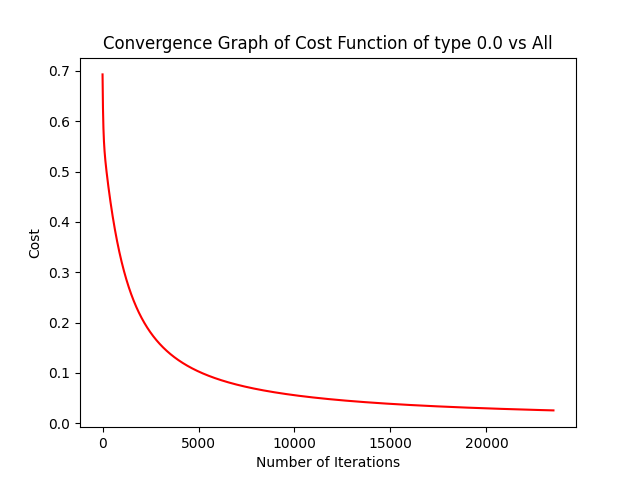 Convergence Graph of Cost Function of type 0.0 vs All
0.7
0.6
0.5
0.4
0.3
0.2
0.1
0.0
Cost
0 5000 10000 15000 20000
Number of Iterations